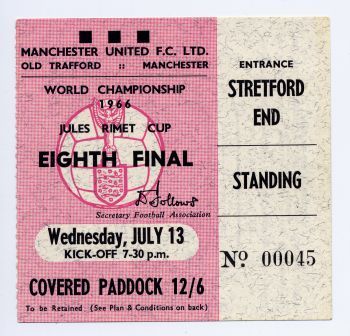 MANCHESTER UNITED F.C. LTD.
OLD TRAFFORD :: MANCHESTER
WORLD CHAMPIONSHIP
1966
JULES RIMET CUP
EIGHTH FINAL
D Follows
Secretary Football Association
Wednesday, JULY 13
KICK-OFF 7-30 p.m.
COVERED PADDOCK 12/6
To be Retained (See Plan & Conditions on back)
ENTRANCE
STRETFORD
END
STANDING
No. 00045